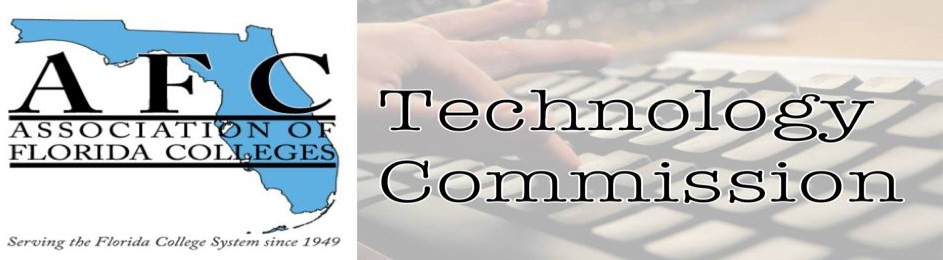 AFC
ASSOCIATION OF
FLORIDA COLLEGES
Serving the Florida College System since 1949
Technology
Commission